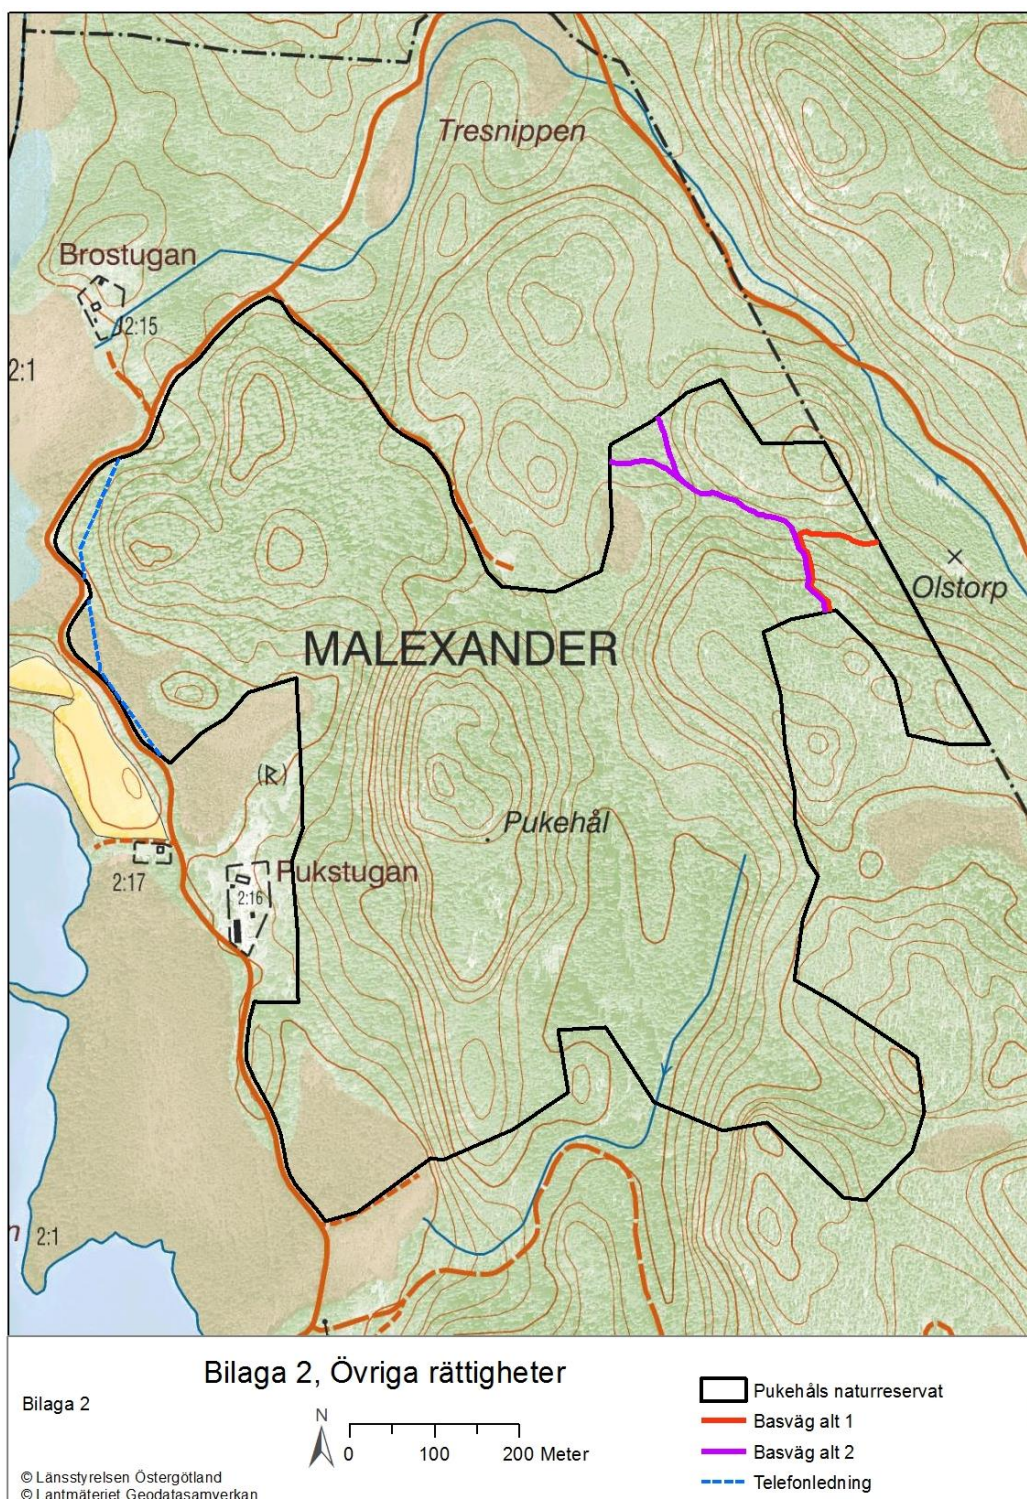 Tresnippen
Brostugan
2:15
2:1
Olstorp
MALEXANDER
(R)
Pukehål
Pukstugan
2:17
2:16
n
2:1
Bilaga 2, Övriga rättigheter
Bilaga 2
N
0 100 200 Meter
Pukehåls naturreservat
Basväg alt 1
Basväg alt 2
Telefonledning
© Länsstyrelsen Östergötland
© Lantmäteriet Geodatasamverkan